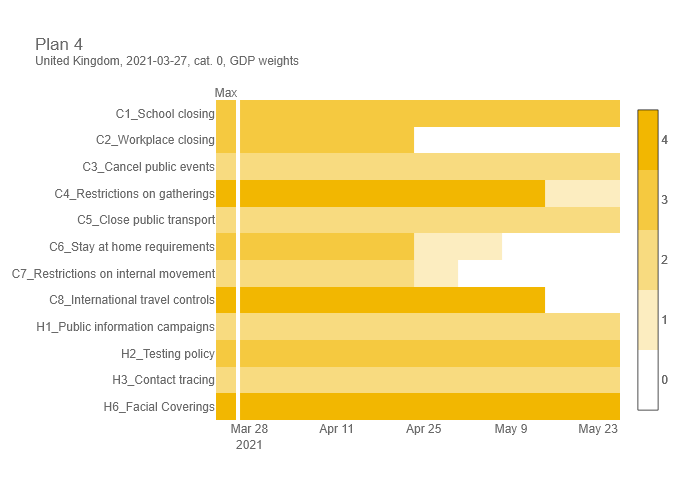 Plan 4
United Kingdom, 2021-03-27, cat. 0, GDP weights
Max
C1_School closing
C2_Workplace closing
C3_Cancel public events
C4_Restrictions on gatherings
C5_Close public transport
C6_Stay at home requirements
C7_Restrictions on internal movement
C8_International travel controls
H1_Public information campaigns
H2_Testing policy
H3_Contact tracing
H6_Facial Coverings
4
3
2
1
0
Mar 28 Apr 11 Apr 25 May 9 May 23
2021